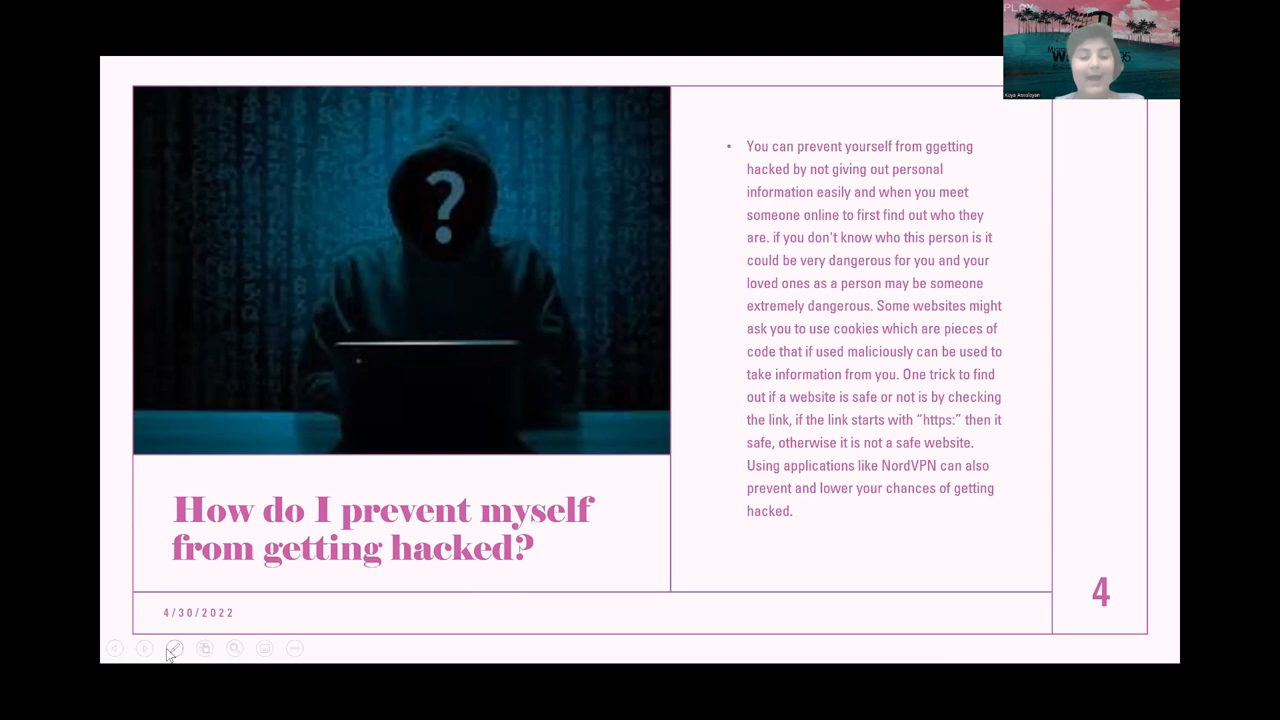 PLAY
Kaya Assolayan
?
• You can prevent yourself from ggetting
hacked by not giving out personal
information easily and when you meet
someone online to first find out who they
are. if you don't know who this person is it
could be very dangerous for you and your
loved ones as a person may be someone
extremely dangerous. Some websites might
ask you to use cookies which are pieces of
code that if used maliciously can be used to
take information from you. One trick to find
out if a website is safe or not is by checking
the link, if the link starts with “https:” then it
safe, otherwise it is not a safe website.
Using applications like NordVPN can also
prevent and lower your chances of getting
hacked.
How do I prevent myself
from getting hacked?
4
4/30/2022